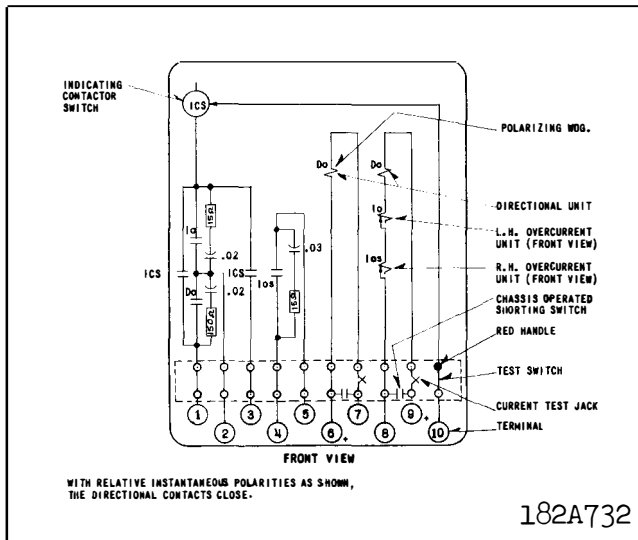 INDICATING
CONTACTOR
SWITCH
ICS
POLARIZING WDG.
Do
Do
DIRECTIONAL UNIT
Io
L.H. OVERCURRENT
UNIT (FRONT VIEW)
Ios
R.H. OVERCURRENT
UNIT (FRONT VIEW)
CHASSIS OPERATED
SHORTING SWITCH
RED HANDLE
TEST SWITCH
CURRENT TEST JACK
TERMINAL
15Ω
Io
.02
ICS
ICS
Do
.02
150Ω
Ios
.03
15Ω
1
2
3
4
5
6 +
7
8
9 +
10
FRONT VIEW
WITH RELATIVE INSTANTANEOUS POLARITIES AS SHOWN,
THE DIRECTIONAL CONTACTS CLOSE.
182A732